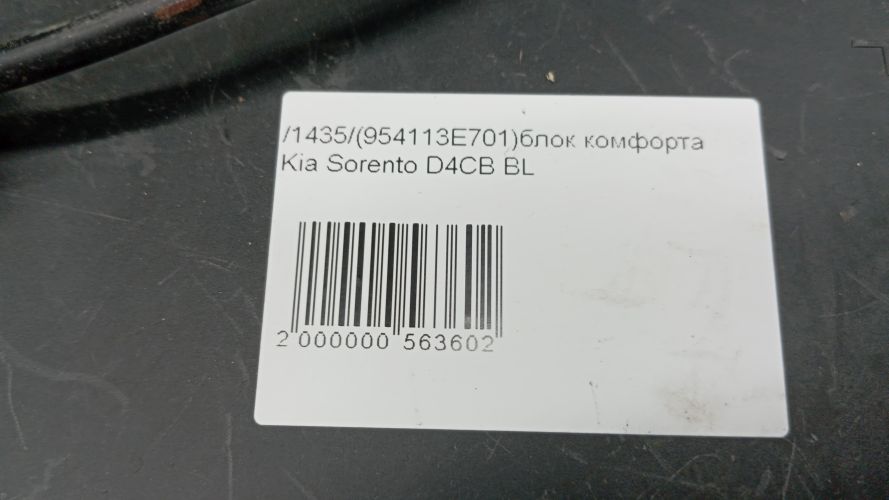 /1435/(954113E701)блок комфорта
Kia Sorento D4CB BL
2 000000 563602